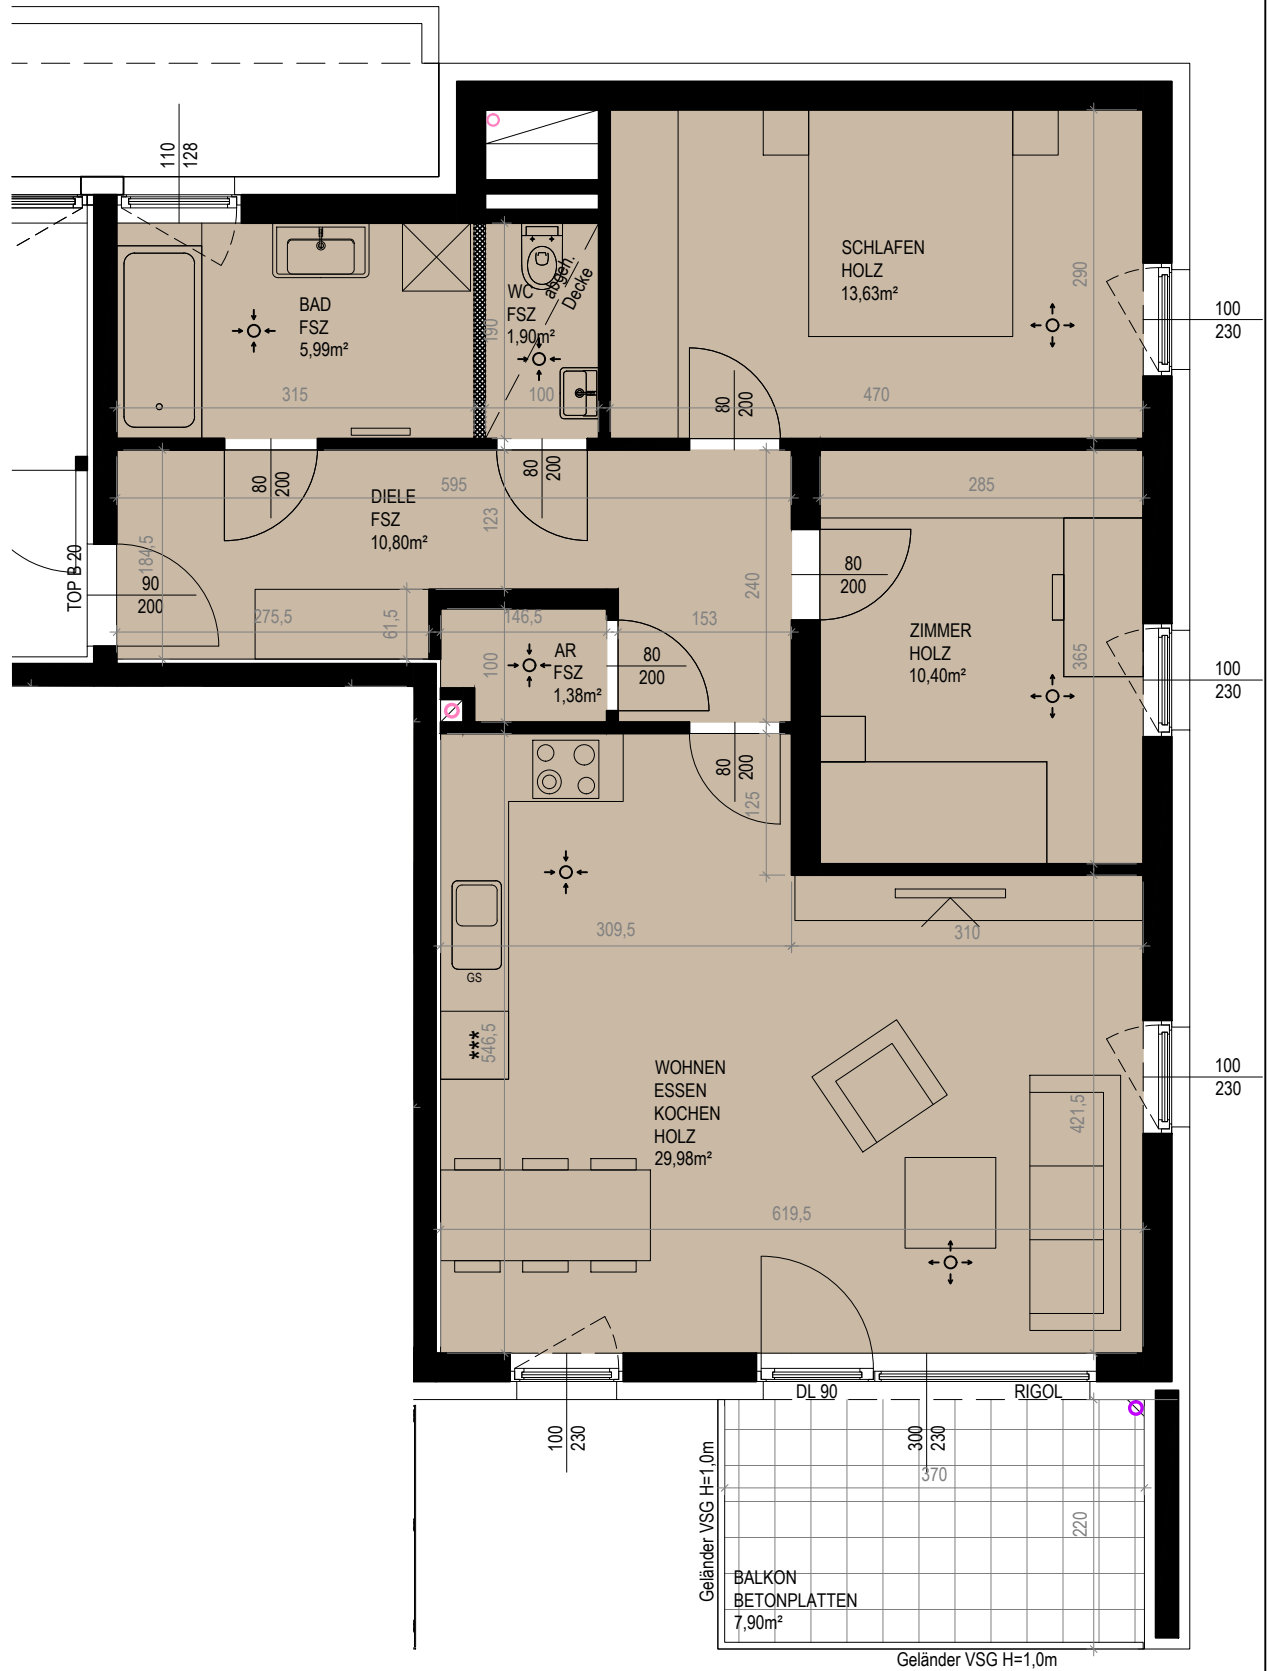 110
128
SCHLAFEN
HOLZ
13,63m²
290
100
230
BAD
FSZ
5,99m²
WC
FSZ
1,90m²
abgeh.
Decke
190
315
100
80
200
470
80
200
80
200
595
DIELE
FSZ
10,80m²
123
285
TOP B 20
184,5
90
200
275,5
61,5
146,5
100
AR
FSZ
1,38m²
80
200
153
240
80
200
ZIMMER
HOLZ
10,40m²
365
100
230
80
200
125
309,5
310
GS
***
546,5
WOHNEN
ESSEN
KOCHEN
HOLZ
29,98m²
421,5
100
230
619,5
DL 90
RIGOL
100
230
300
230
370
Geländer VSG H=1,0m
220
BALKON
BETONPLATTEN
7,90m²
Geländer VSG H=1,0m